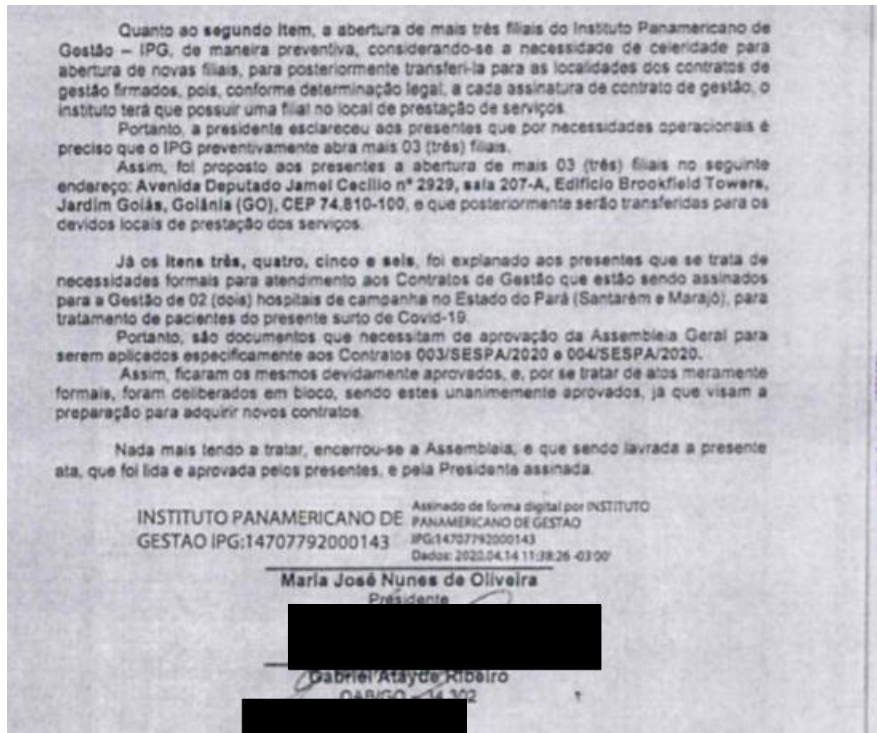 Quanto ao segundo item, a abertura de mais três filiais do Instituto Panamericano de
Gestão – IPG, de maneira preventiva, considerando-se a necessidade de celeridade para
abertura de novas filiais, para posteriormente transferi-la para as localidades dos contratos de
gestão firmados, pois, conforme determinação legal, a cada assinatura de contrato de gestão, o
instituto terá que possuir uma filial no local de prestação de serviços.
Portanto, a presidente esclareceu aos presentes que por necessidades operacionais é
preciso que o IPG preventivamente abra mais 03 (três) filiais.
Assim, foi proposto aos presentes a abertura de mais 03 (três) filiais no seguinte
endereço: Avenida Deputado Jamel Cecílio nº 2929, sala 207-A, Edifício Brookfield Towers,
Jardim Goiás, Goiânia (GO), CEP 74.810-100, e que posteriormente serão transferidas para os
devidos locais de prestação dos serviços.
Já os itens três, quatro, cinco e seis, foi explanado aos presentes que se trata de
necessidades formais para atendimento aos Contratos de Gestão que estão sendo assinados
para a Gestão de 02 (dois) hospitais de campanha no Estado do Pará (Santarém e Marajó), para
tratamento de pacientes do presente surto de Covid-19.
Portanto, são documentos que necessitam de aprovação da Assembleia Geral para
serem aplicados especificamente aos Contratos 003/SESPA/2020 e 004/SESPA/2020.
Assim, ficaram os mesmos devidamente aprovados, e, por se tratar de atos meramente
formais, foram deliberados em bloco, sendo estes unanimemente aprovados, já que visam a
preparação para adquirir novos contratos.
Nada mais tendo a tratar, encerrou-se a Assembleia, e que sendo lavrada a presente
ata, que foi lida e aprovada pelos presentes, e pela Presidente assinada.
INSTITUTO PANAMERICANO DE
GESTAO IPG:14707792000143
Assinado de forma digital por INSTITUTO
PANAMERICANO DE GESTAO
IPG:14707792000143
Dados: 2020.04.14 11:38:26 -03'00'
Maria José Nunes de Oliveira
Presidente
Gabriel Atayde Ribeiro
OAB/GO – 14.302